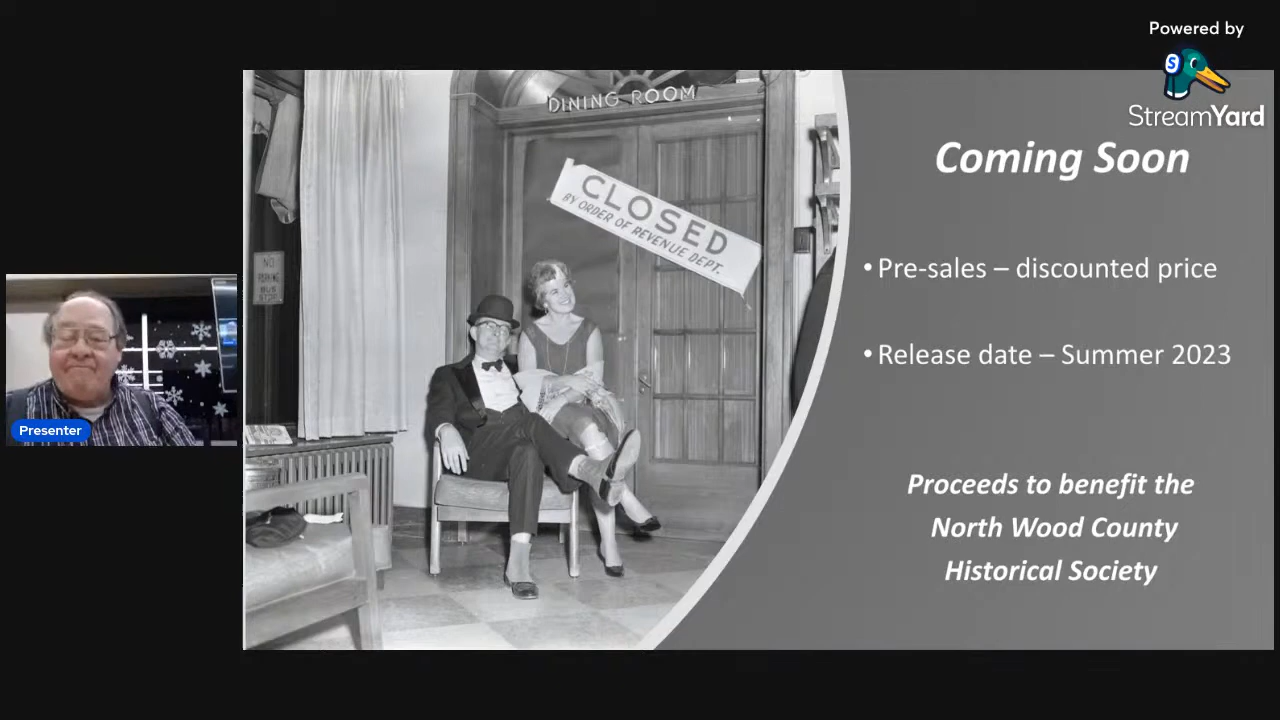 Powered by
StreamYard
DINING ROOM
CLOSED
BY ORDER OF REVENUE DEPT.
NO
PARKING
BUS
STOP
Coming Soon
• Pre-sales – discounted price
• Release date – Summer 2023
Proceeds to benefit the
North Wood County
Historical Society
Presenter